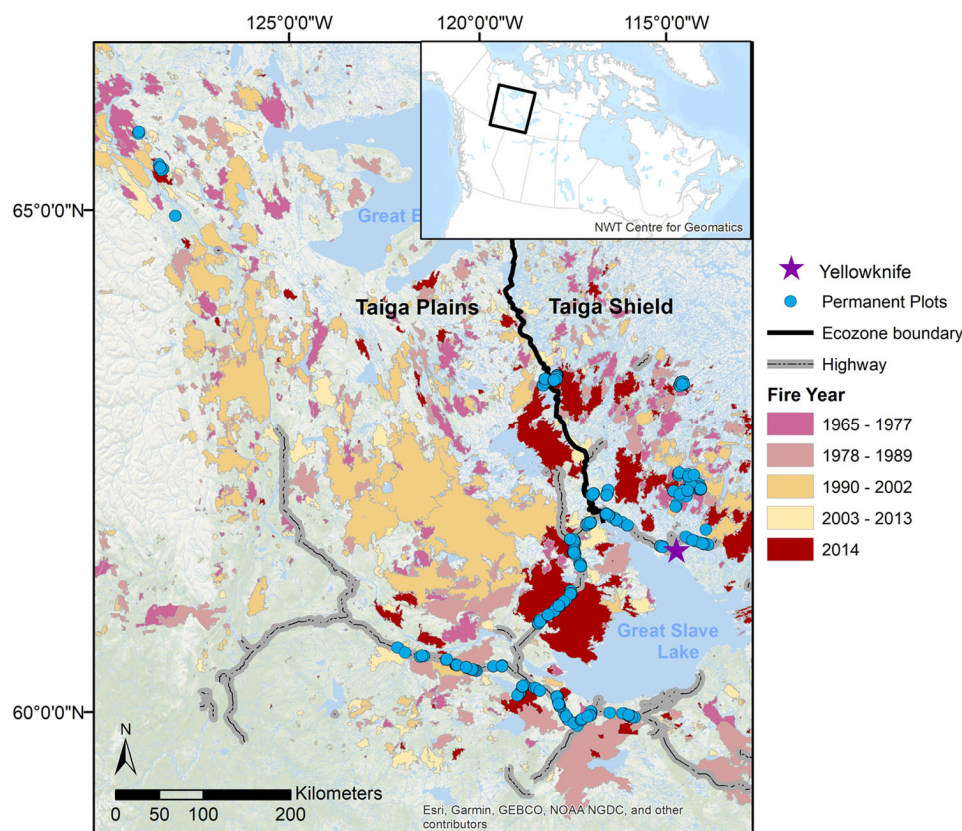 125°0'0"W
120°0'0"W
115°0'0"W
65°0'0"N
60°0'0"N
NWT Centre for Geomatics
Great
Taiga Plains
Taiga Shield
Great Slave
Lake
N
Kilometers
0 50 100 200
Esri, Garmin, GEBCO, NOAA NGDC, and other
contributors
Yellowknife
Permanent Plots
Ecozone boundary
Highway
Fire Year
1965 - 1977
1978 - 1989
1990 - 2002
2003 - 2013
2014